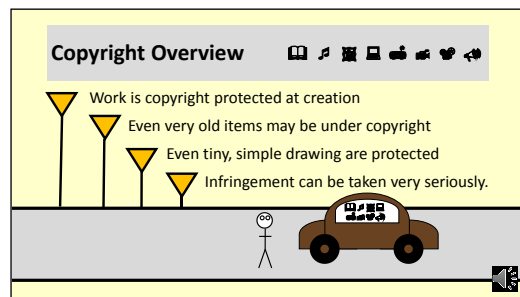 Copyright Overview
Work is copyright protected at creation
Even very old items may be under copyright
Even tiny, simple drawing are protected
Infringement can be taken very seriously.